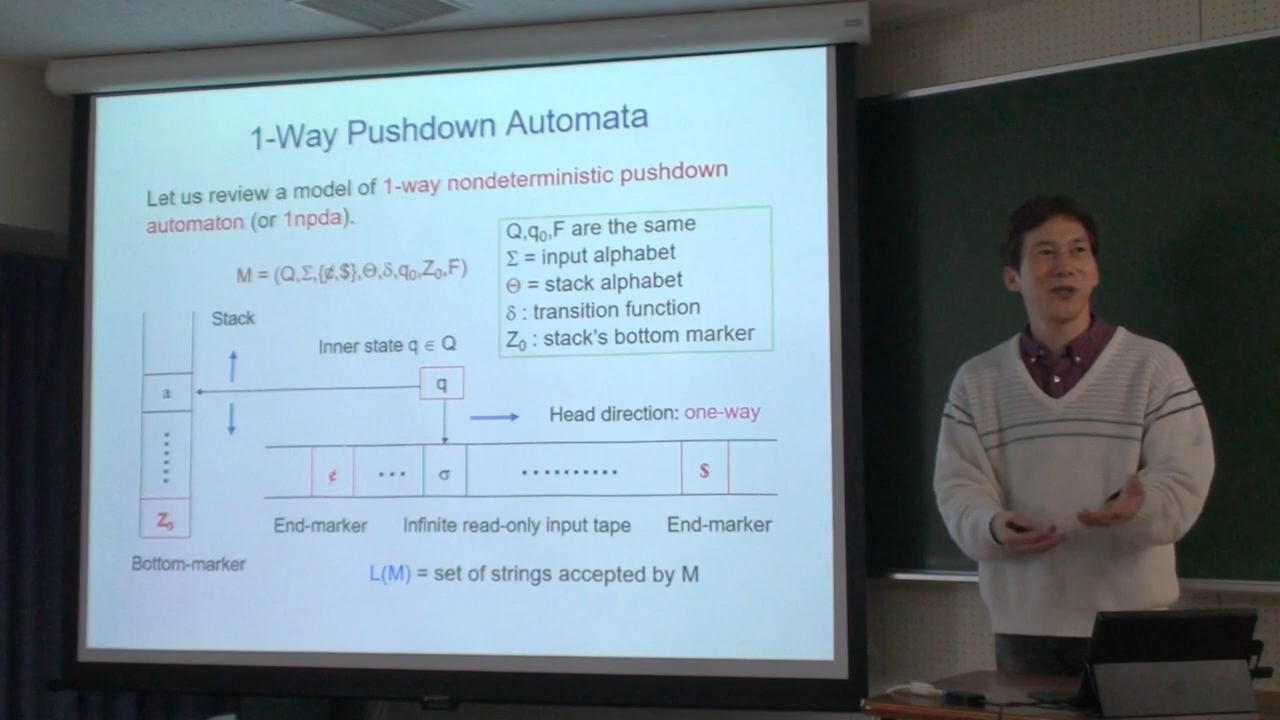 1-Way Pushdown Automata
Let us review a model of 1-way nondeterministic pushdown
automaton (or 1npda).
M = (Q,Σ,{¢,$},Θ,δ,q₀,Z₀,F)
Q,q₀,F are the same
Σ = input alphabet
Θ = stack alphabet
δ : transition function
Z₀ : stack's bottom marker
Stack
Inner state q ∈ Q
a
q
Head direction: one-way
¢ ... σ .......... $
Z₀
End-marker
Infinite read-only input tape
End-marker
Bottom-marker
L(M) = set of strings accepted by M